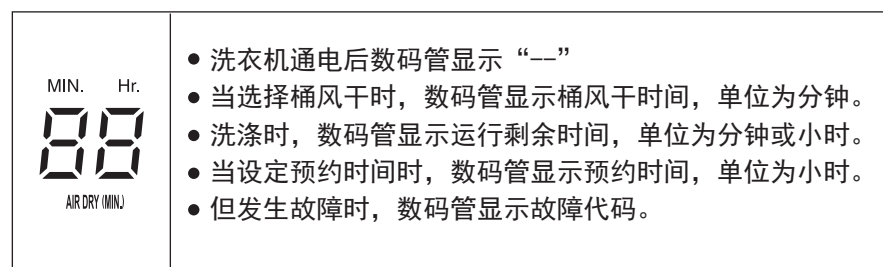 MIN. Hr.
88
AIR DRY (MIN.)
● 洗衣机通电后数码管显示“--”
● 当选择桶风干时，数码管显示桶风干时间，单位为分钟。
● 洗涤时，数码管显示运行剩余时间，单位为分钟或小时。
● 当设定预约时间时，数码管显示预约时间，单位为小时。
● 但发生故障时，数码管显示故障代码。